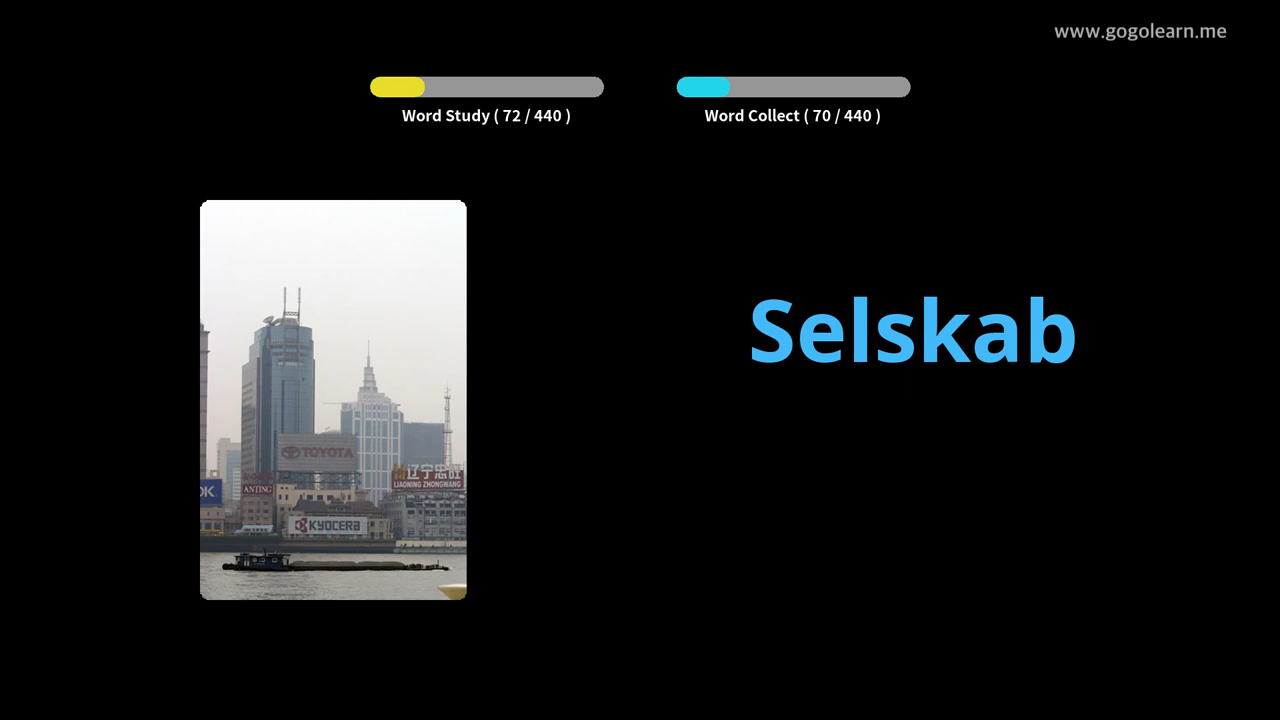 www.gogolearn.me
Word Study ( 72 / 440 )
Word Collect ( 70 / 440 )
Selskab
TOYOTA
辽宁忠旺
LIAONING ZHONGWANG
OK
ANTING
KYOCERA